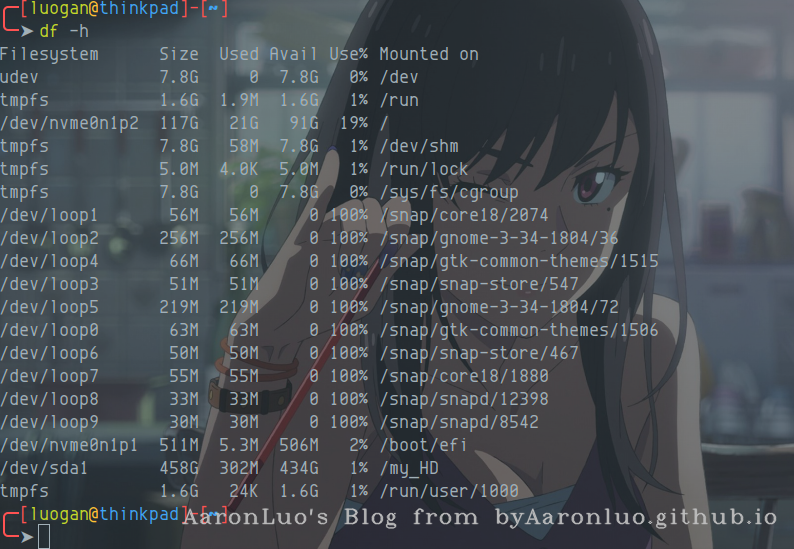 [luogan@thinkpad]-[~]
➤ df -h
Filesystem Size Used Avail Use% Mounted on
udev 7.8G 0 7.8G 0% /dev
tmpfs 1.6G 1.9M 1.6G 1% /run
/dev/nvme0n1p2 117G 21G 91G 19% /
tmpfs 7.8G 58M 7.8G 1% /dev/shm
tmpfs 5.0M 4.0K 5.0M 1% /run/lock
tmpfs 7.8G 0 7.8G 0% /sys/fs/cgroup
/dev/loop1 56M 56M 0 100% /snap/core18/2074
/dev/loop2 256M 256M 0 100% /snap/gnome-3-34-1804/36
/dev/loop4 66M 66M 0 100% /snap/gtk-common-themes/1515
/dev/loop3 51M 51M 0 100% /snap/snap-store/547
/dev/loop5 219M 219M 0 100% /snap/gnome-3-34-1804/72
/dev/loop0 63M 63M 0 100% /snap/gtk-common-themes/1506
/dev/loop6 50M 50M 0 100% /snap/snap-store/467
/dev/loop7 55M 55M 0 100% /snap/core18/1880
/dev/loop8 33M 33M 0 100% /snap/snapd/12398
/dev/loop9 30M 30M 0 100% /snap/snapd/8542
/dev/nvme0n1p1 511M 5.3M 506M 2% /boot/efi
/dev/sda1 458G 302M 434G 1% /my_HD
tmpfs 1.6G 24K 1.6G 1% /run/user/1000
[luogan@thinkpad]-[~]
➤
AaronLuo's Blog from byAaronluo.github.io